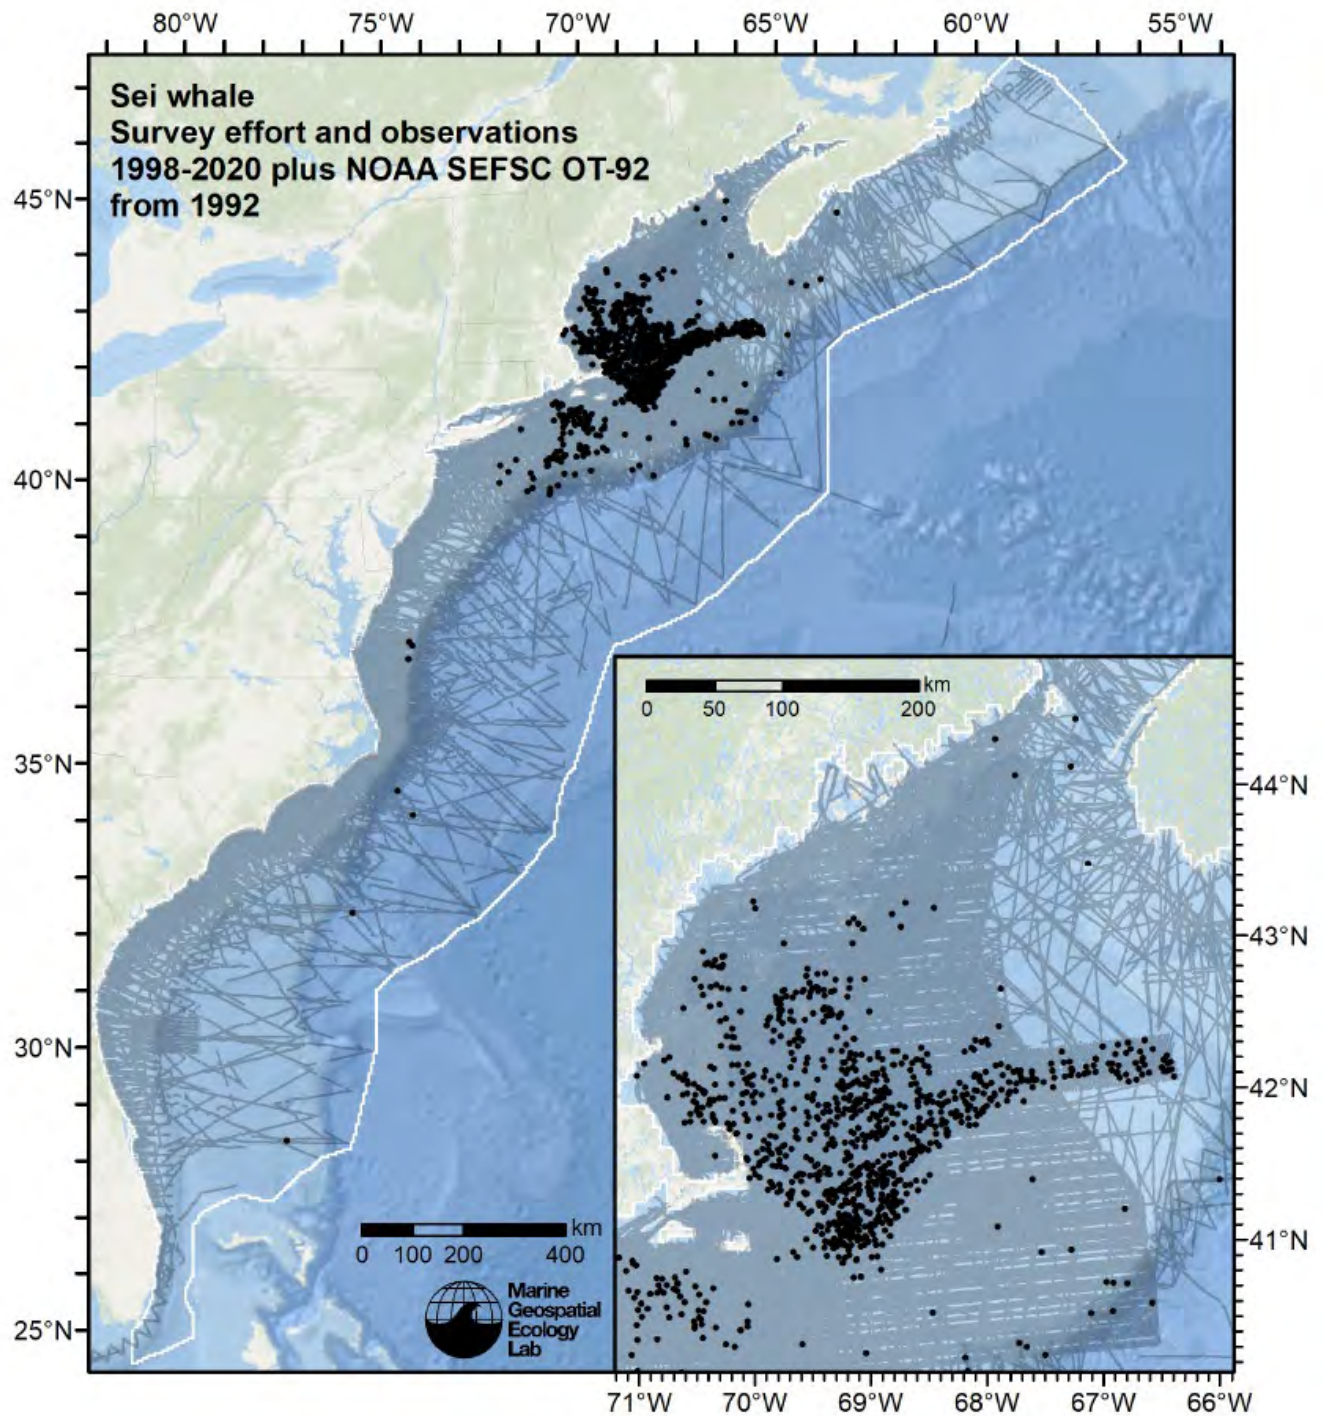 80°W 75°W 70°W 65°W 60°W 55°W
Sei whale
Survey effort and observations
1998-2020 plus NOAA SEFSC OT-92
from 1992
45°N
40°N
35°N
30°N
25°N
km
0 50 100 200
44°N
43°N
42°N
41°N
km
0 100 200 400
Marine
Geospatial
Ecology
Lab
71°W 70°W 69°W 68°W 67°W 66°W